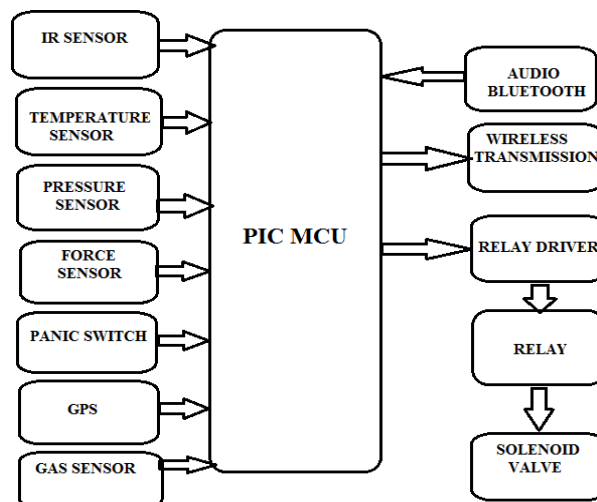 IR SENSOR
TEMPERATURE
SENSOR
PRESSURE
SENSOR
FORCE
SENSOR
PANIC SWITCH
GPS
GAS SENSOR
PIC MCU
AUDIO
BLUETOOTH
WIRELESS
TRANSMISSION
RELAY DRIVER
RELAY
SOLENOID
VALVE